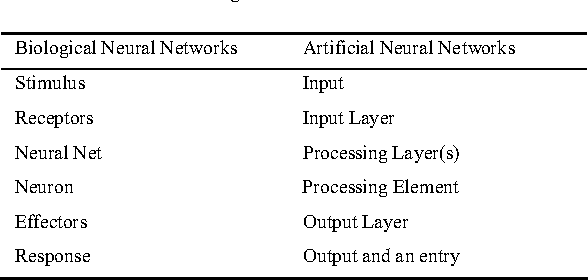 Biological Neural Networks Artificial Neural Networks
Stimulus Input
Receptors Input Layer
Neural Net Processing Layer(s)
Neuron Processing Element
Effectors Output Layer
Response Output and an entry